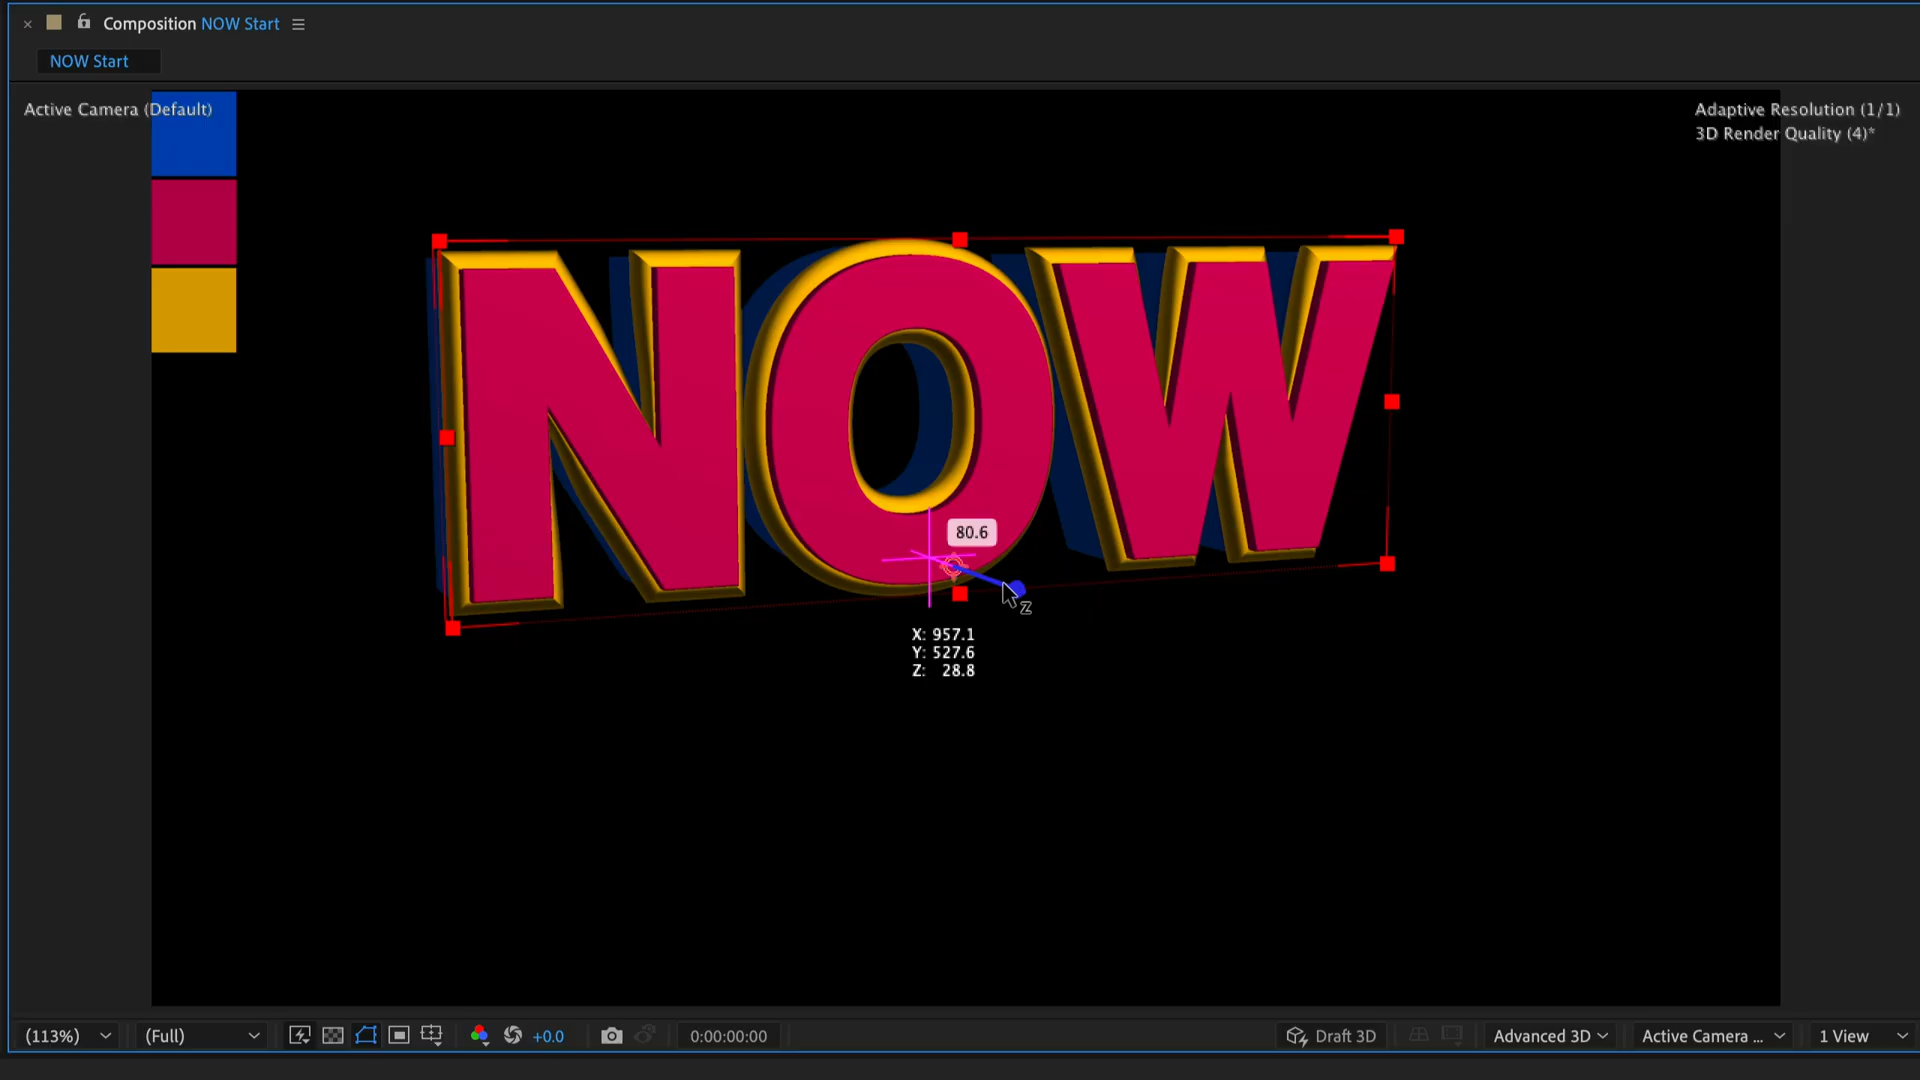 Composition NOW Start
NOW Start
Active Camera (Default)
Adaptive Resolution (1/1)
3D Render Quality (4)*
NOW
80.6
Z
X: 957.1
Y: 527.6
Z: 28.8
(113%)
(Full)
+0.0
0:00:00:00
Draft 3D
Advanced 3D
Active Camera ...
1 View